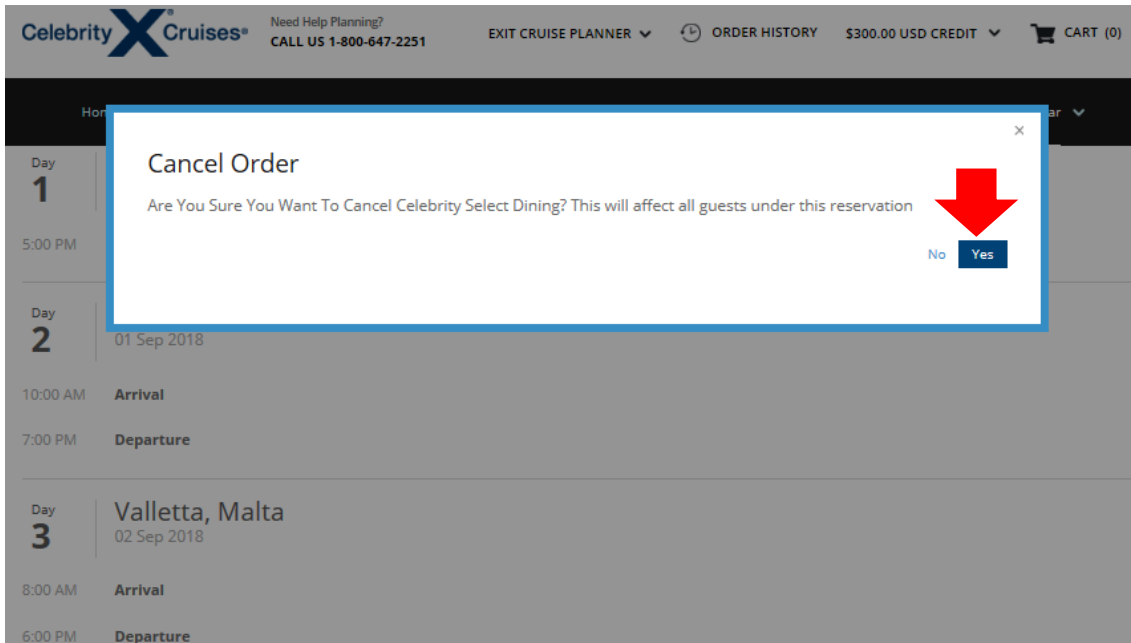 Celebrity X Cruises®
Need Help Planning?
CALL US 1-800-647-2251
EXIT CRUISE PLANNER
ORDER HISTORY
$300.00 USD CREDIT
CART (0)
Cancel Order
×
Are You Sure You Want To Cancel Celebrity Select Dining? This will affect all guests under this reservation
No Yes
Day
1
5:00 PM
Day
2
01 Sep 2018
10:00 AM Arrival
7:00 PM Departure
Day
3
Valletta, Malta
02 Sep 2018
8:00 AM Arrival
6:00 PM Departure